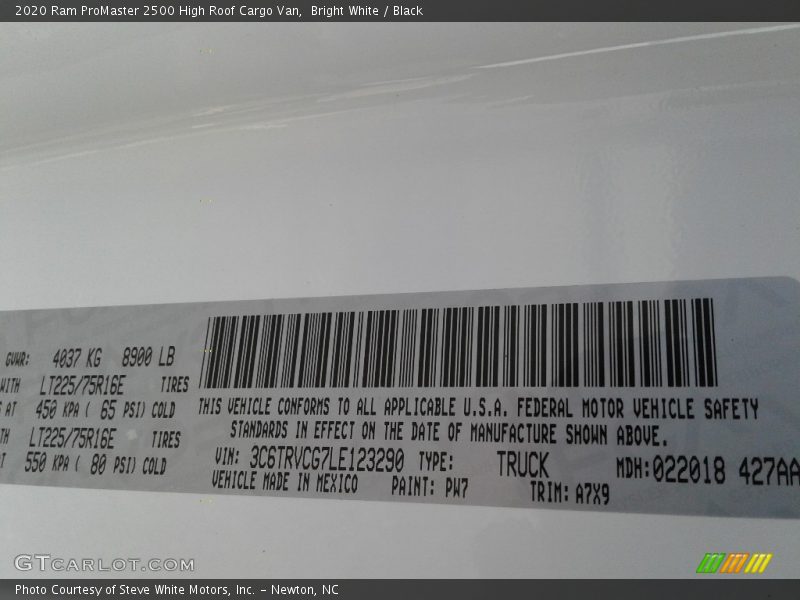 2020 Ram ProMaster 2500 High Roof Cargo Van,  Bright White / Black
GVWR: 4037 KG 8900 LB
WITH LT225/75R16E TIRES
AT 450 KPA ( 65 PSI) COLD
LT225/75R16E TIRES
550 KPA ( 80 PSI) COLD
THIS VEHICLE CONFORMS TO ALL APPLICABLE U.S.A. FEDERAL MOTOR VEHICLE SAFETY
STANDARDS IN EFFECT ON THE DATE OF MANUFACTURE SHOWN ABOVE.
VIN: 3C6TRVCG7LE123290 TYPE: TRUCK MDH:022018 427AA
VEHICLE MADE IN MEXICO PAINT: PW7 TRIM: A7X9
GTCARLOT.COM
Photo Courtesy of Steve White Motors, Inc. – Newton, NC